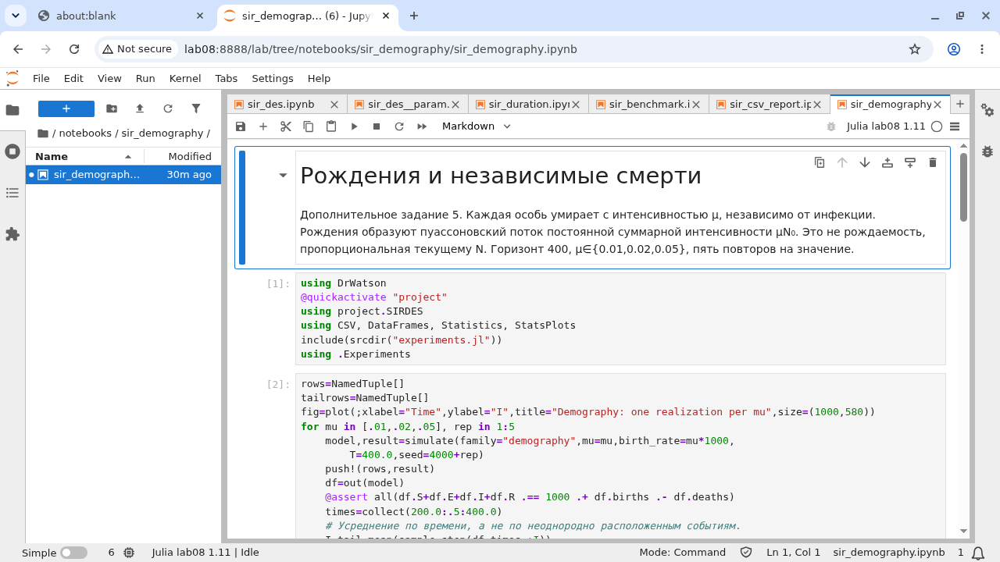 about:blank
sir_demograp… (6) - Jupy
Not secure
lab08:8888/lab/tree/notebooks/sir_demography/sir_demography.ipynb
File Edit View Run Kernel Tabs Settings Help
sir_des.ipynb
sir_des__param.
sir_duration.ipyn
sir_benchmark.i
sir_csv_report.ip
sir_demography
Markdown
Julia lab08 1.11
/ notebooks / sir_demography /
Name Modified
sir_demograph… 30m ago
Рождения и независимые смерти
Дополнительное задание 5. Каждая особь умирает с интенсивностью μ, независимо от инфекции.
Рождения образуют пуассоновский поток постоянной суммарной интенсивности μN₀. Это не рождаемость,
пропорциональная текущему N. Горизонт 400, μ∈{0.01,0.02,0.05}, пять повторов на значение.
[1]:
using DrWatson
@quickactivate "project"
using project.SIRDES
using CSV, DataFrames, Statistics, StatsPlots
include(srcdir("experiments.jl"))
using .Experiments
[2]:
rows=NamedTuple[]
tailrows=NamedTuple[]
fig=plot(;xlabel="Time",ylabel="I",title="Demography: one realization per mu",size=(1000,580))
for mu in [.01,.02,.05], rep in 1:5
model,result=simulate(family="demography",mu=mu,birth_rate=mu*1000,
T=400.0,seed=4000+rep)
push!(rows,result)
df=out(model)
@assert all(df.S+df.E+df.I+df.R .== 1000 .+ df.births .- df.deaths)
times=collect(200.0:.5:400.0)
# Усреднение по времени, а не по неоднородно расположенным событиям.
Simple 6 Julia lab08 1.11 | Idle Mode: Command Ln 1, Col 1 sir_demography.ipynb 1